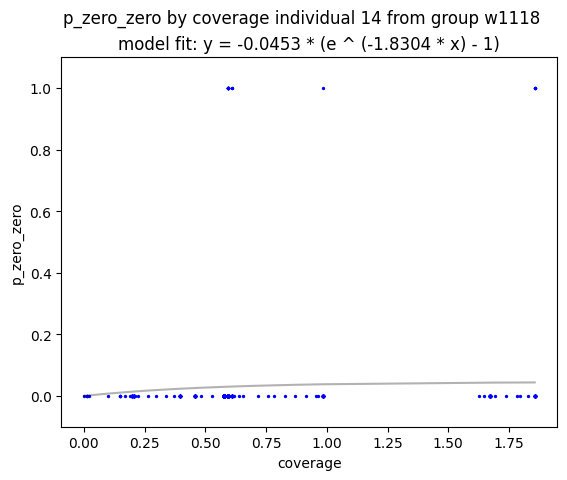 p_zero_zero by coverage individual 14 from group w1118
model fit: y = -0.0453 * (e ^ (-1.8304 * x) - 1)
1.0
0.8
0.6
0.4
0.2
0.0
p_zero_zero
0.00 0.25 0.50 0.75 1.00 1.25 1.50 1.75
coverage